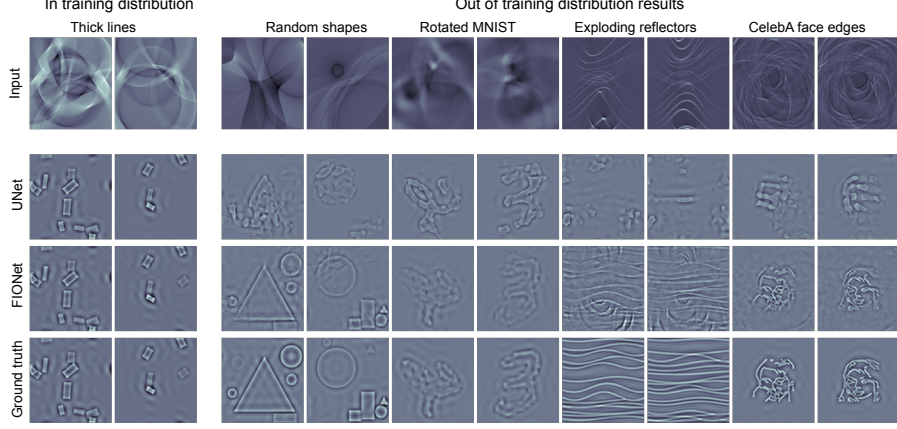 In training distribution
Out of training distribution results
Thick lines
Random shapes
Rotated MNIST
Exploding reflectors
CelebA face edges
Input
UNet
FIONet
Ground truth